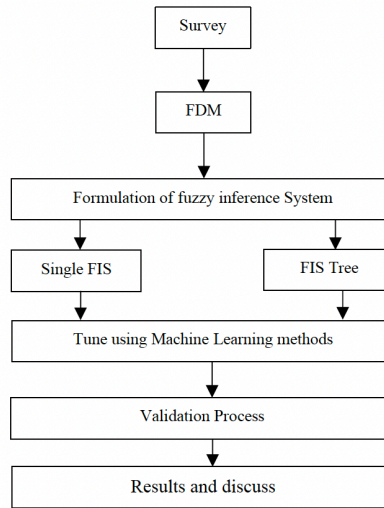 Survey
FDM
Formulation of fuzzy inference System
Single FIS
FIS Tree
Tune using Machine Learning methods
Validation Process
Results and discuss